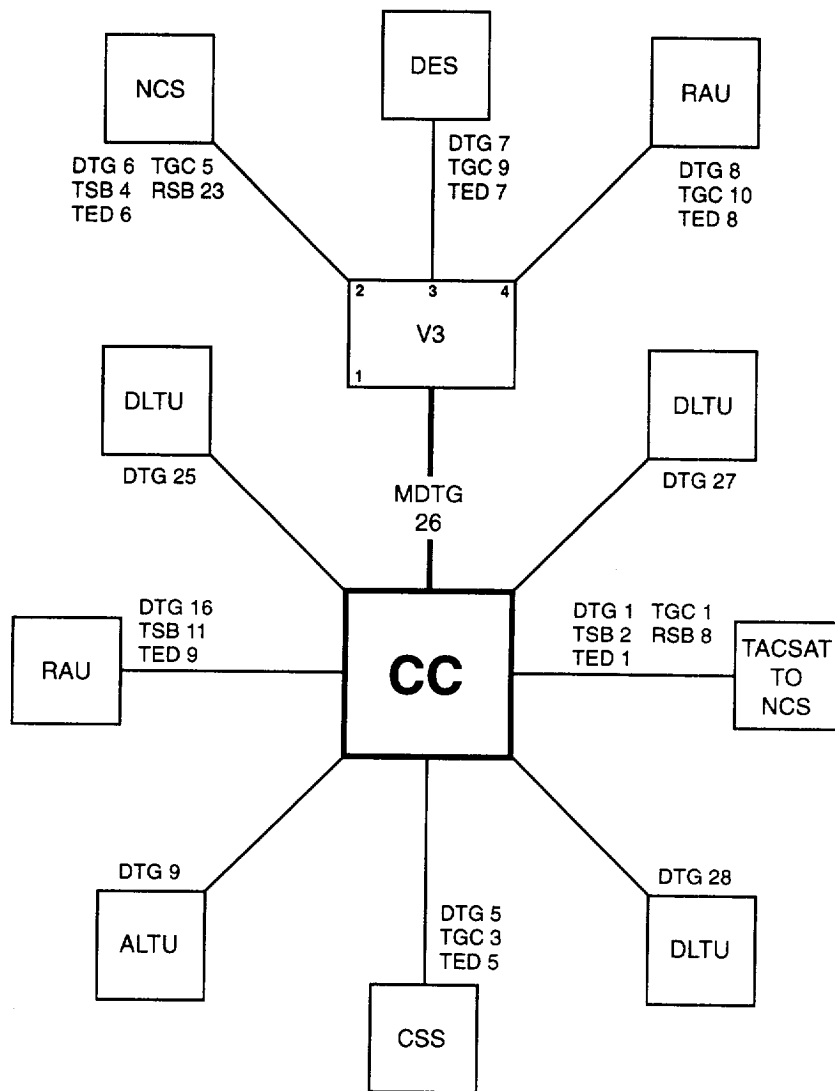 NCS
DES
RAU
DTG 6 TGC 5
TSB 4 RSB 23
TED 6
DTG 7
TGC 9
TED 7
DTG 8
TGC 10
TED 8
2 3 4
V3
1
DLTU
DTG 25
DLTU
DTG 27
MDTG
26
RAU
DTG 16
TSB 11
TED 9
CC
DTG 1 TGC 1
TSB 2 RSB 8
TED 1
TACSAT
TO
NCS
DTG 9
ALTU
DTG 5
TGC 3
TED 5
CSS
DTG 28
DLTU